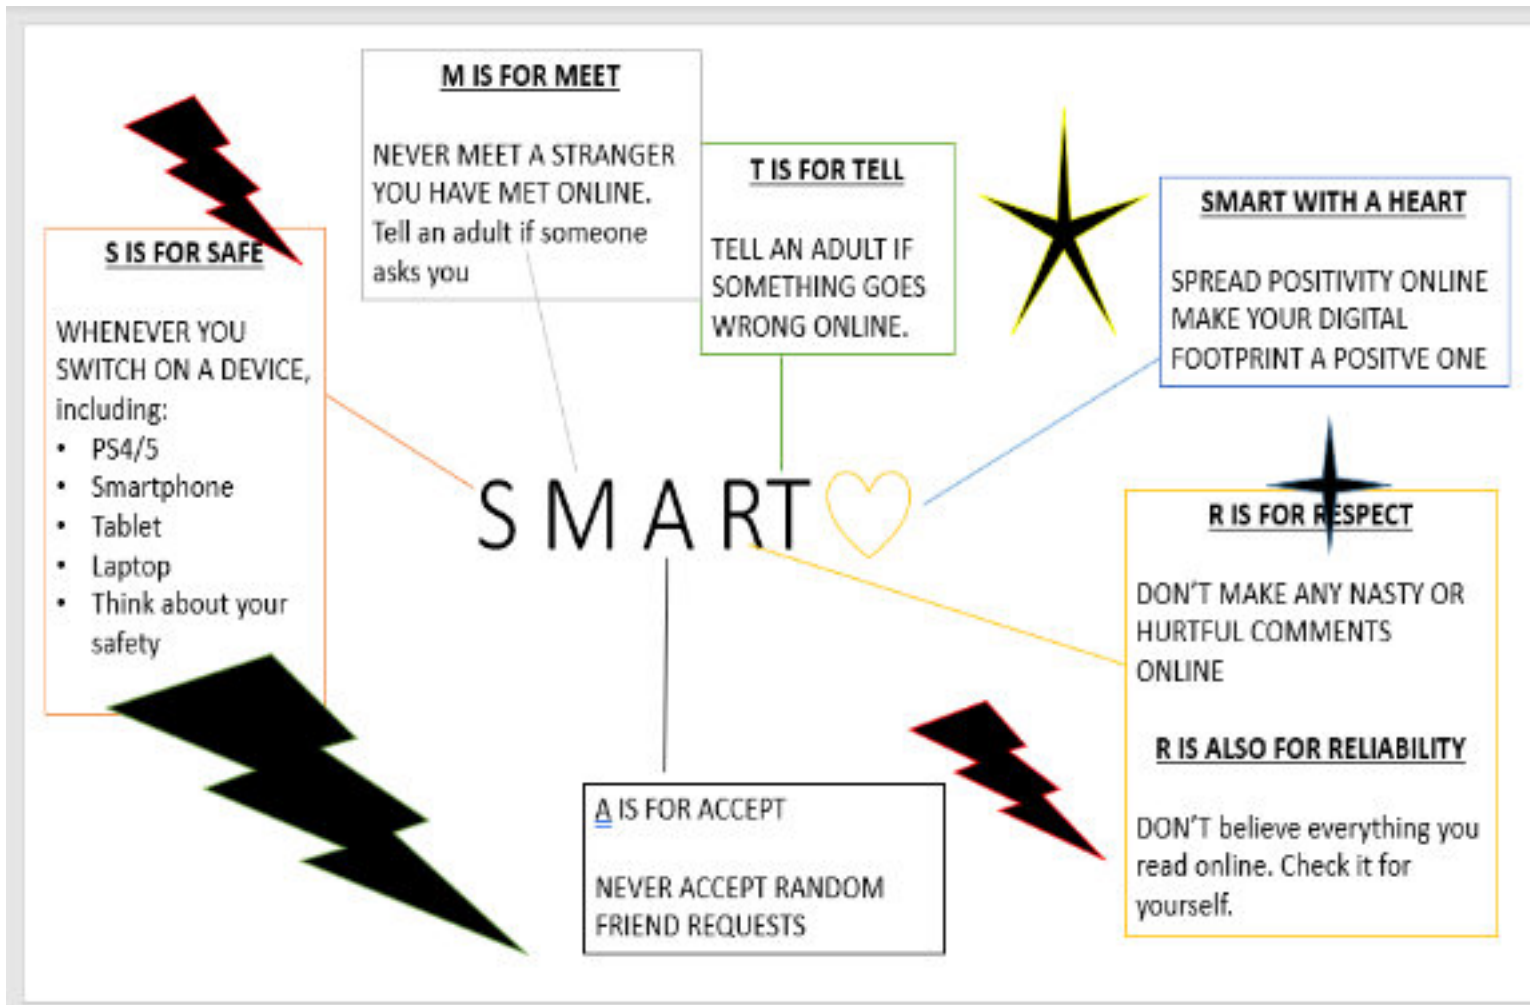 M IS FOR MEET
NEVER MEET A STRANGER
YOU HAVE MET ONLINE.
Tell an adult if someone
asks you
T IS FOR TELL
TELL AN ADULT IF
SOMETHING GOES
WRONG ONLINE.
SMART WITH A HEART
SPREAD POSITIVITY ONLINE
MAKE YOUR DIGITAL
FOOTPRINT A POSITVE ONE
S IS FOR SAFE
WHENEVER YOU
SWITCH ON A DEVICE,
including:
• PS4/5
• Smartphone
• Tablet
• Laptop
• Think about your
safety
S M A R T
R IS FOR RESPECT
DON'T MAKE ANY NASTY OR
HURTFUL COMMENTS
ONLINE
R IS ALSO FOR RELIABILITY
DON'T believe everything you
read online. Check it for
yourself.
A IS FOR ACCEPT
NEVER ACCEPT RANDOM
FRIEND REQUESTS